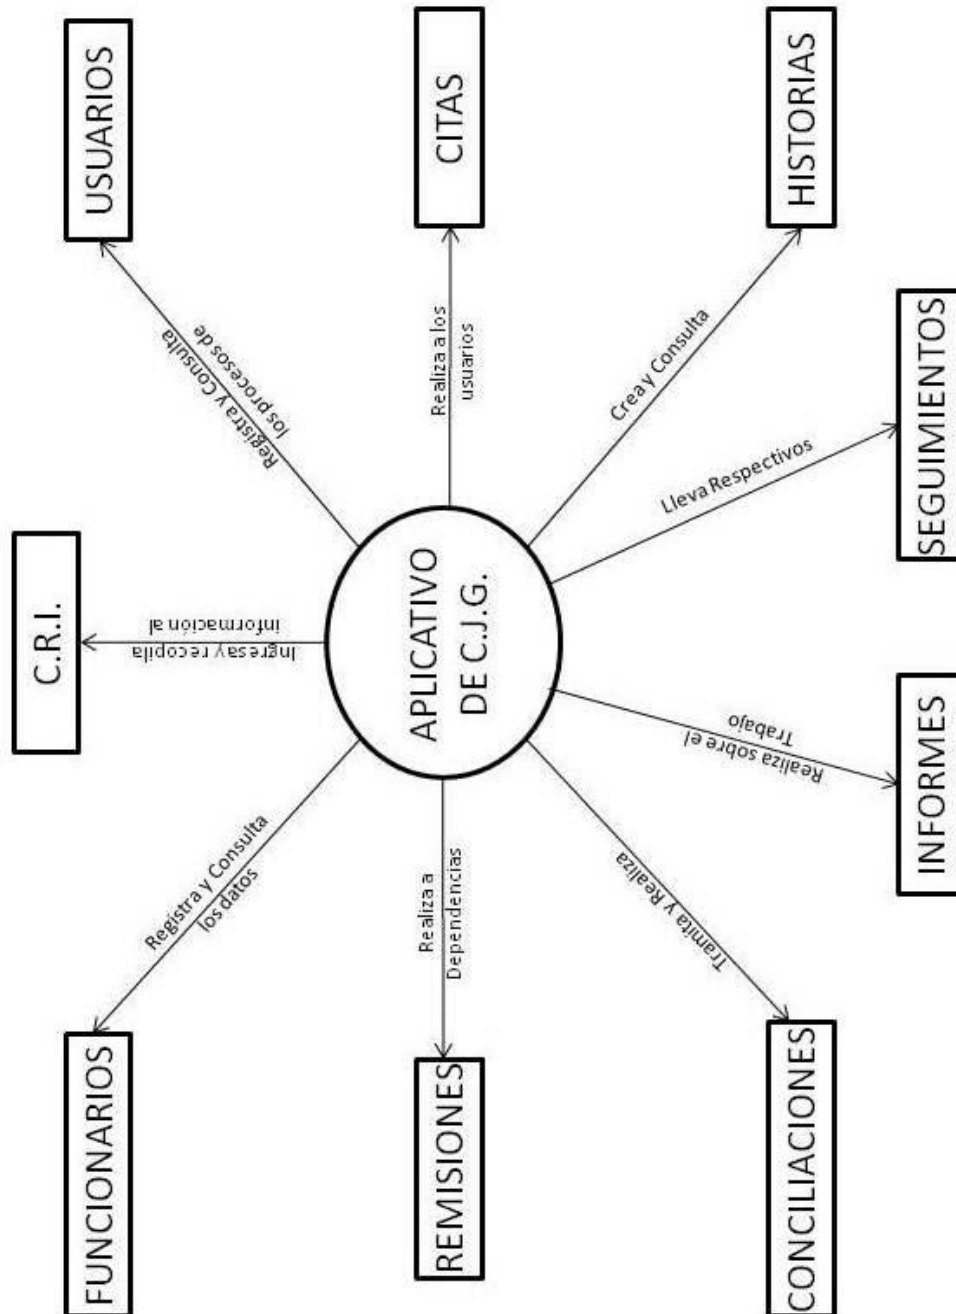 USUARIOS
CITAS
HISTORIAS
Registra y Consulta
los procesos de
Realiza a los
usuarios
Crea y Consulta
SEGUIMIENTOS
Lleva Respectivos
C.R.I.
Ingresa y recopila
información al
APLICATIVO
DE C.J.G.
INFORMES
Realiza sobre el
Trabajo
Registra y Consulta
los datos
Realiza a
Dependencias
Tramita y Realiza
FUNCIONARIOS
REMISIONES
CONCILIACIONES